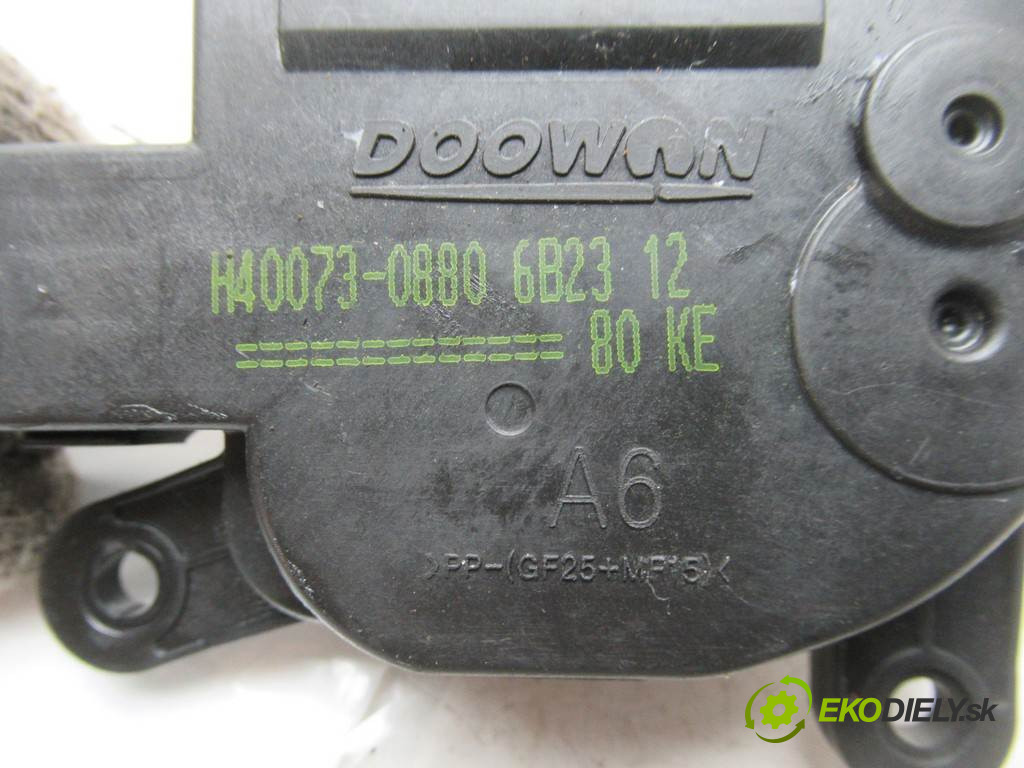 DOOWON
H40073-0880 6B23 12
============= 80 KE
A6
>PP-(GF25+MF15)<
EKODIELY.sk